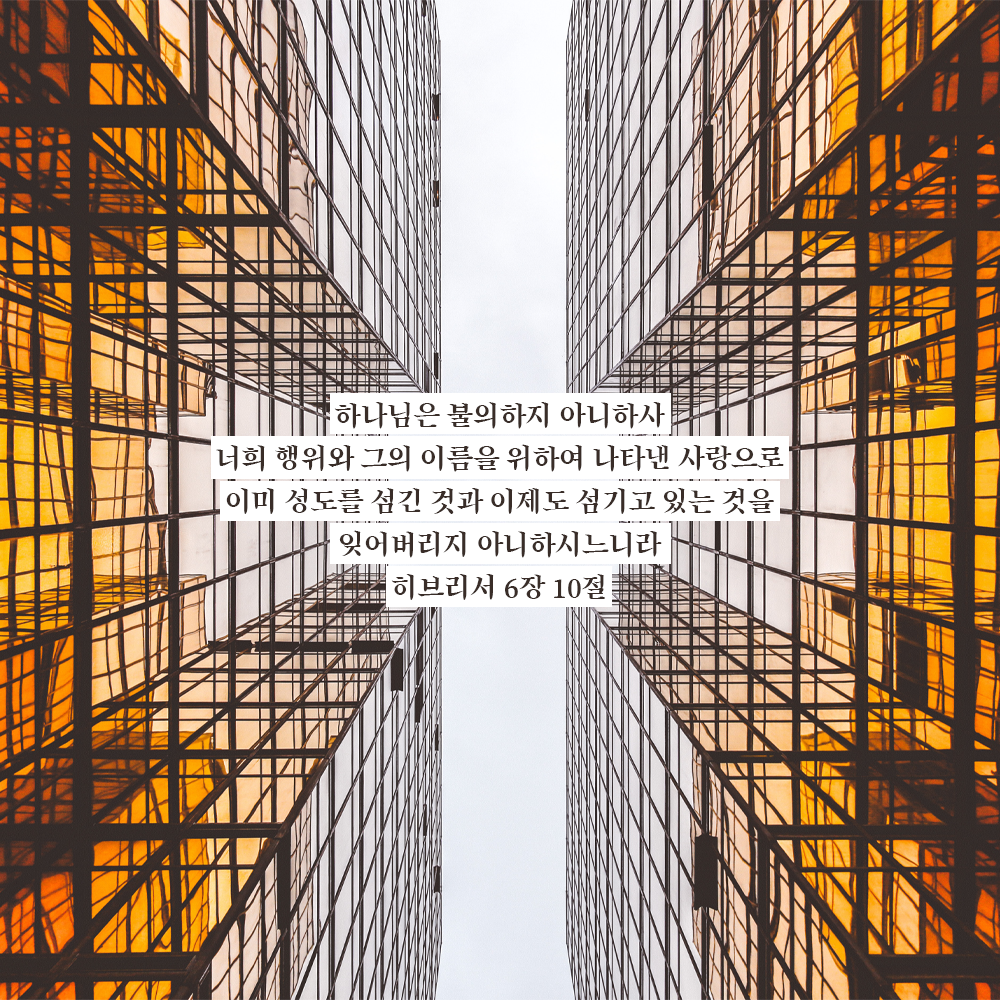 하나님은 불의하지 아니하사
너희 행위와 그의 이름을 위하여 나타낸 사랑으로
이미 성도를 섬긴 것과 이제도 섬기고 있는 것을
잊어버리지 아니하시느니라
히브리서 6장 10절